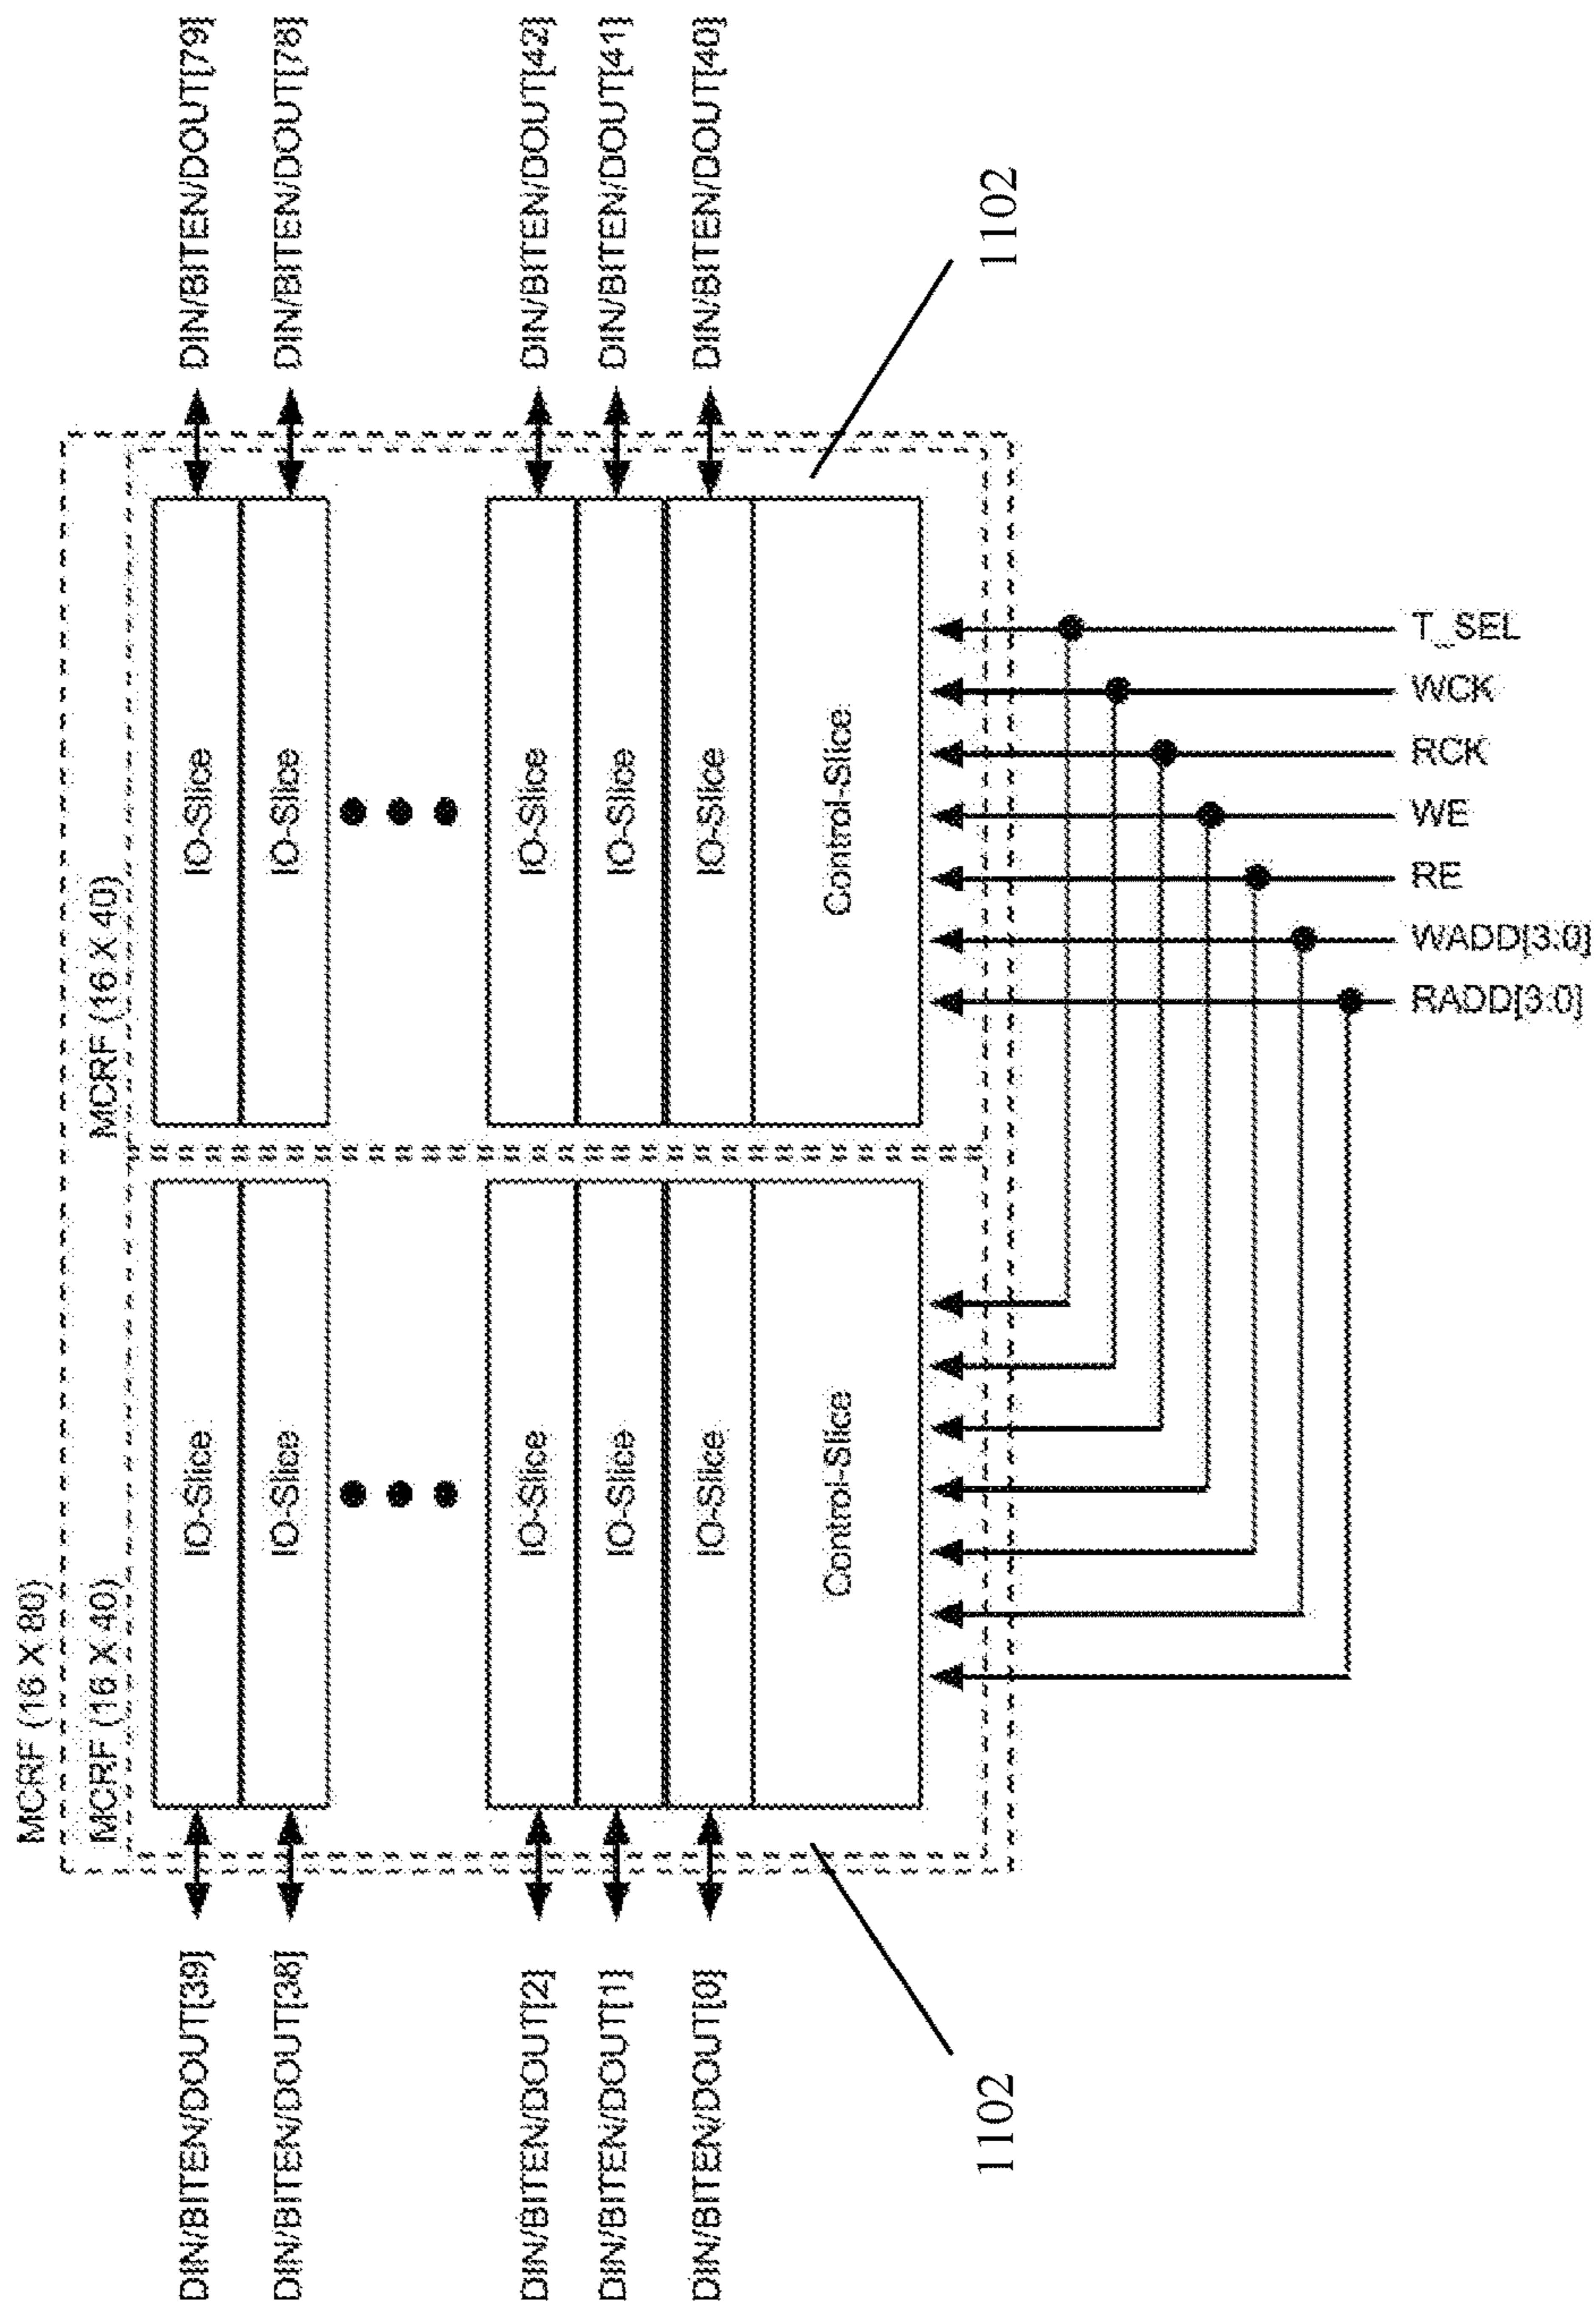 MCRF (16 X 80)
MCRF (16 X 40)
MCRF (16 X 40)
DIN/BITEN/DOUT[39]
IO-Slice
IO-Slice
DIN/BITEN/DOUT[79]
DIN/BITEN/DOUT[38]
IO-Slice
IO-Slice
DIN/BITEN/DOUT[78]
DIN/BITEN/DOUT[2]
IO-Slice
IO-Slice
DIN/BITEN/DOUT[42]
DIN/BITEN/DOUT[1]
IO-Slice
IO-Slice
DIN/BITEN/DOUT[41]
DIN/BITEN/DOUT[0]
IO-Slice
IO-Slice
DIN/BITEN/DOUT[40]
Control-Slice
Control-Slice
1102
1102
RADD[3:0]
WADD[3:0]
RE
WE
RCK
WCK
T_SEL